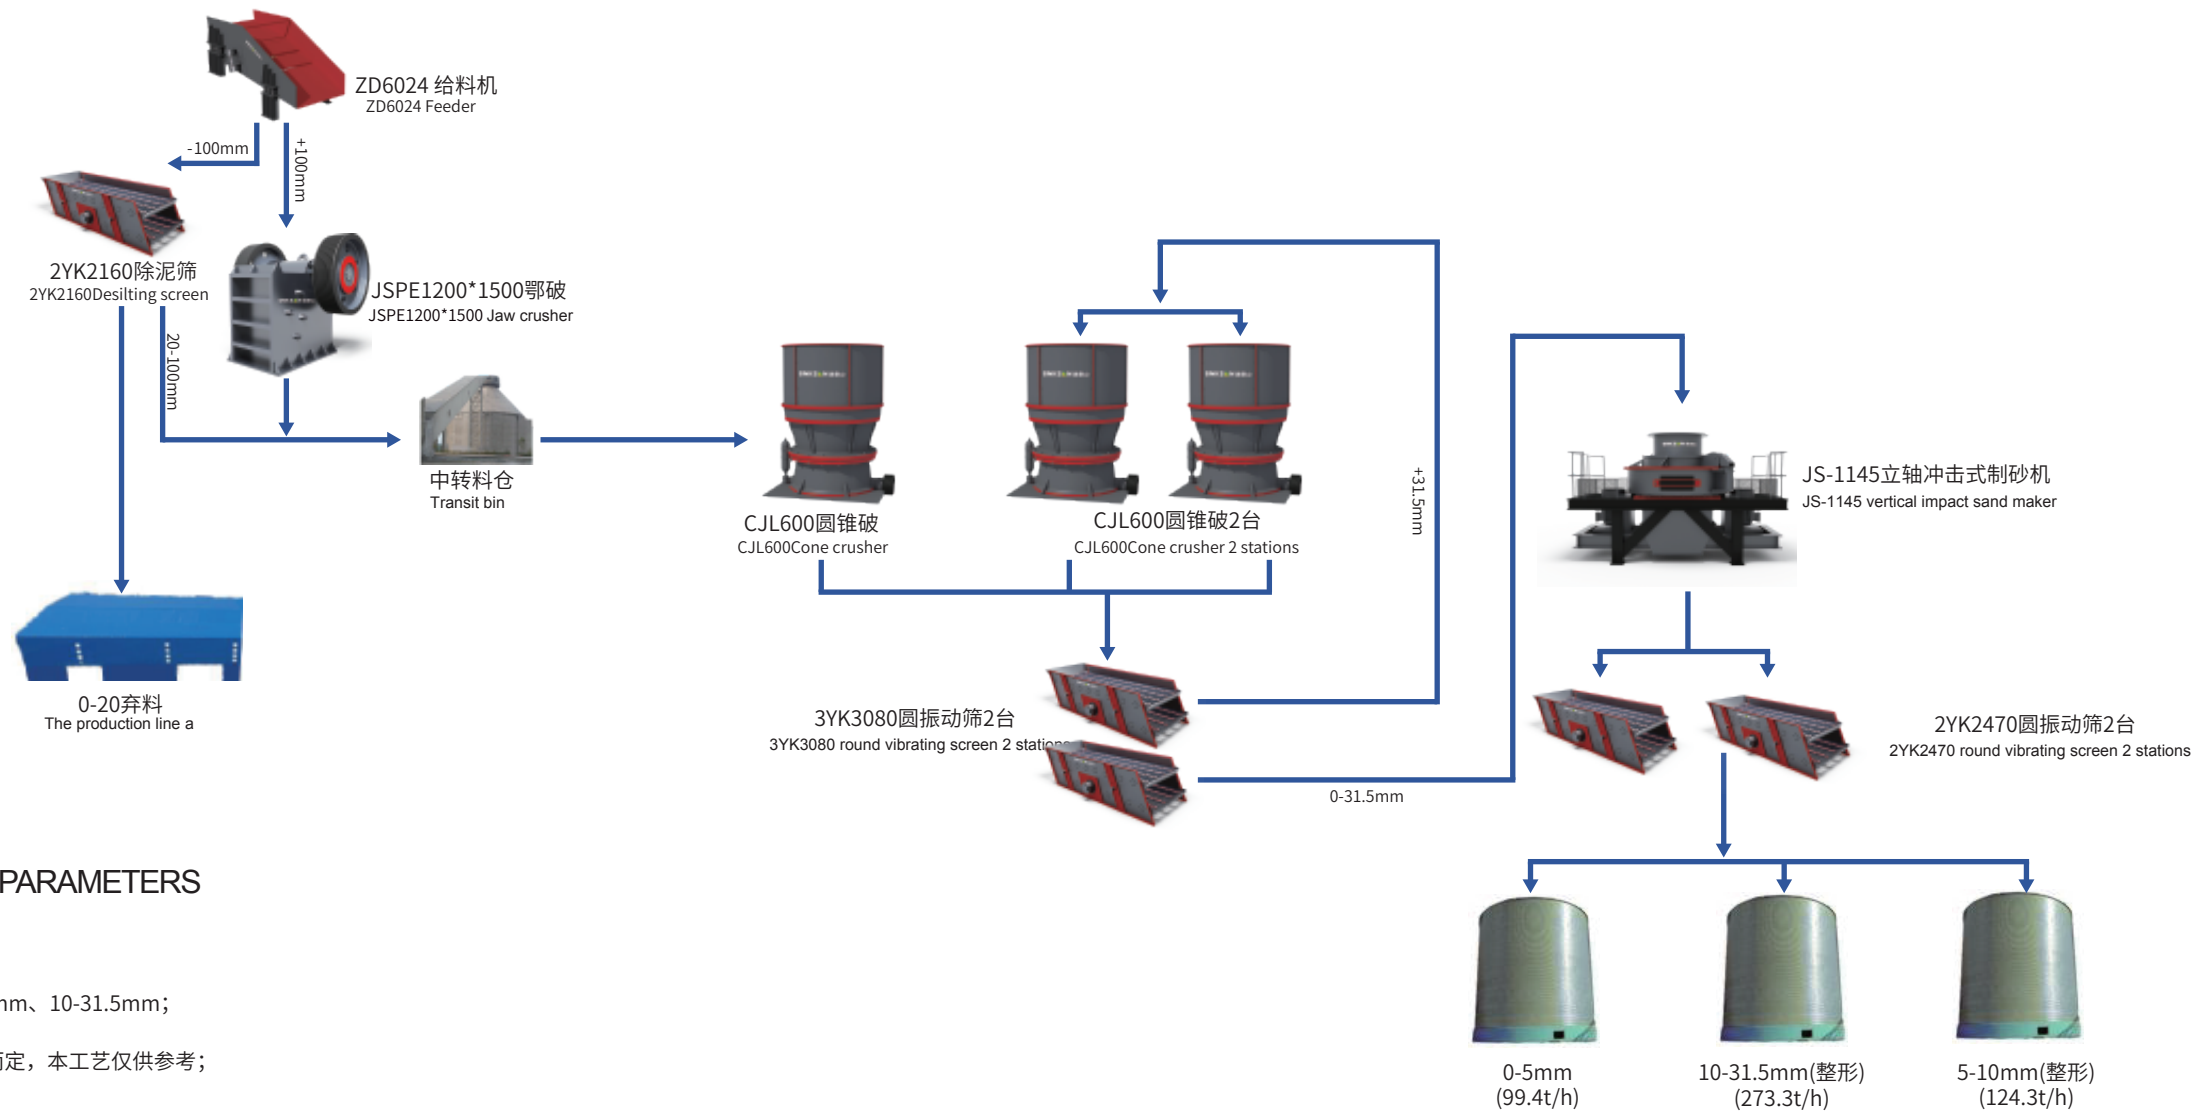 ZD6024 给料机
ZD6024 Feeder
-100mm
+100mm
2YK2160除泥筛
2YK2160Desilting screen
JSPE1200*1500鄂破
JSPE1200*1500 Jaw crusher
20-100mm
中转料仓
Transit bin
CJL600圆锥破
CJL600Cone crusher
CJL600圆锥破2台
CJL600Cone crusher 2 stations
+31.5mm
JS-1145立轴冲击式制砂机
JS-1145 vertical impact sand maker
0-20弃料
The production line a
3YK3080圆振动筛2台
3YK3080 round vibrating screen 2 stations
0-31.5mm
2YK2470圆振动筛2台
2YK2470 round vibrating screen 2 stations
PARAMETERS
mm、10-31.5mm；
而定，本工艺仅供参考；
0-5mm
(99.4t/h)
10-31.5mm(整形)
(273.3t/h)
5-10mm(整形)
(124.3t/h)